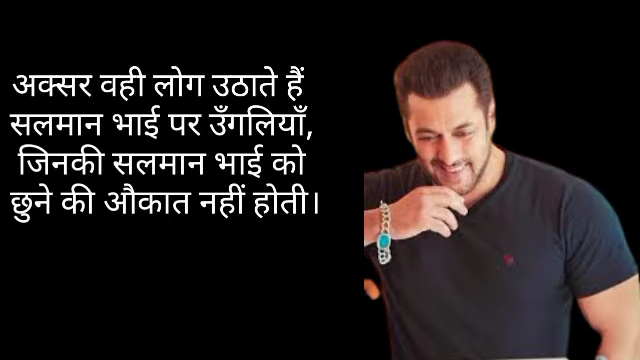 अक्सर वही लोग उठाते हैं
सलमान भाई पर उँगलियाँ,
जिनकी सलमान भाई को
छुने की औकात नहीं होती।